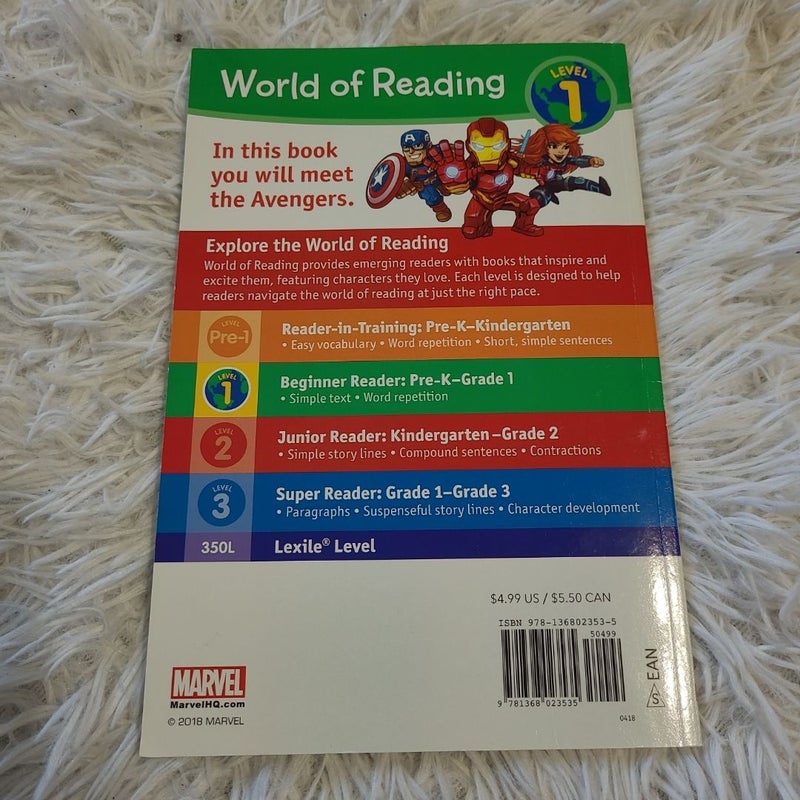 World of Reading
LEVEL
1
In this book
you will meet
the Avengers.
Explore the World of Reading
World of Reading provides emerging readers with books that inspire and
excite them, featuring characters they love. Each level is designed to help
readers navigate the world of reading at just the right pace.
LEVEL
Pre-1
Reader-in-Training: Pre-K–Kindergarten
• Easy vocabulary • Word repetition • Short, simple sentences
LEVEL
1
Beginner Reader: Pre-K–Grade 1
• Simple text • Word repetition
LEVEL
2
Junior Reader: Kindergarten–Grade 2
• Simple story lines • Compound sentences • Contractions
LEVEL
3
Super Reader: Grade 1–Grade 3
• Paragraphs • Suspenseful story lines • Character development
350L Lexile® Level
$4.99 US / $5.50 CAN
ISBN 978-136802353-5
50499
9 781368 023535
S EAN
0418
MARVEL
MarvelHQ.com
© 2018 MARVEL